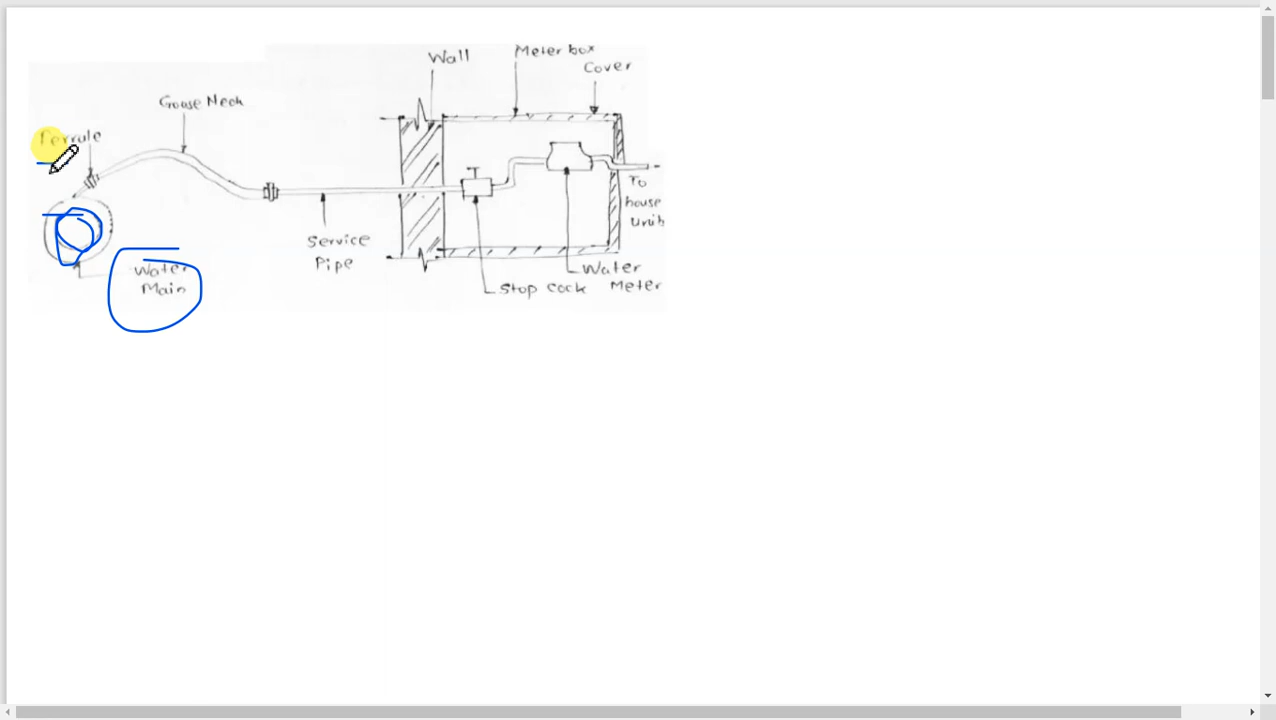 Wall
Meter box
Cover
Goose Neck
Ferrule
To
house
Unit
Service
Pipe
Water
Main
Water
Meter
Stop Cock